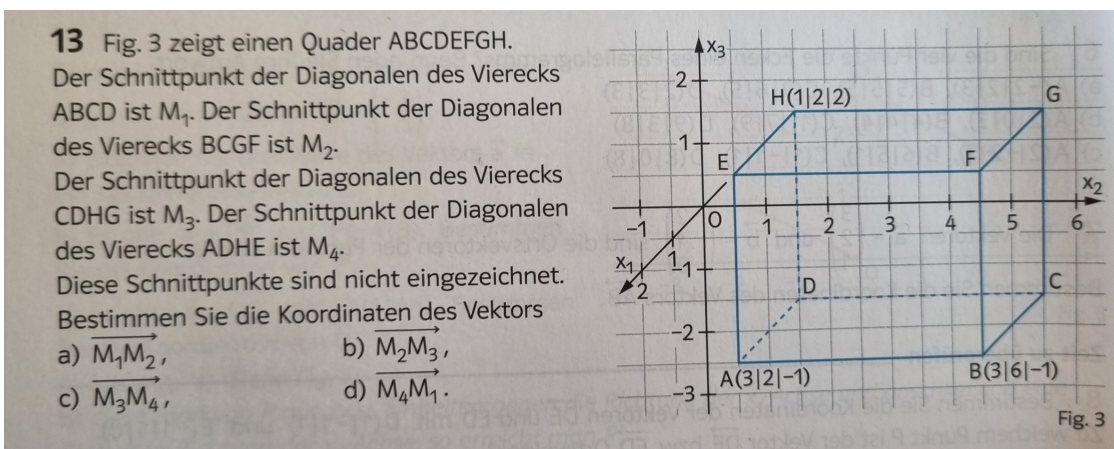 13 Fig. 3 zeigt einen Quader ABCDEFGH.
Der Schnittpunkt der Diagonalen des Vierecks
ABCD ist M₁. Der Schnittpunkt der Diagonalen
des Vierecks BCGF ist M₂.
Der Schnittpunkt der Diagonalen des Vierecks
CDHG ist M₃. Der Schnittpunkt der Diagonalen
des Vierecks ADHE ist M₄.
Diese Schnittpunkte sind nicht eingezeichnet.
Bestimmen Sie die Koordinaten des Vektors
a) M₁M₂, b) M₂M₃,
c) M₃M₄, d) M₄M₁.
x₃
2
H(1|2|2) G
1
E F
x₂
-1 0 1 2 3 4 5 6
x₁ 1 -1
2 D C
-2
A(3|2|-1) B(3|6|-1)
-3
Fig. 3